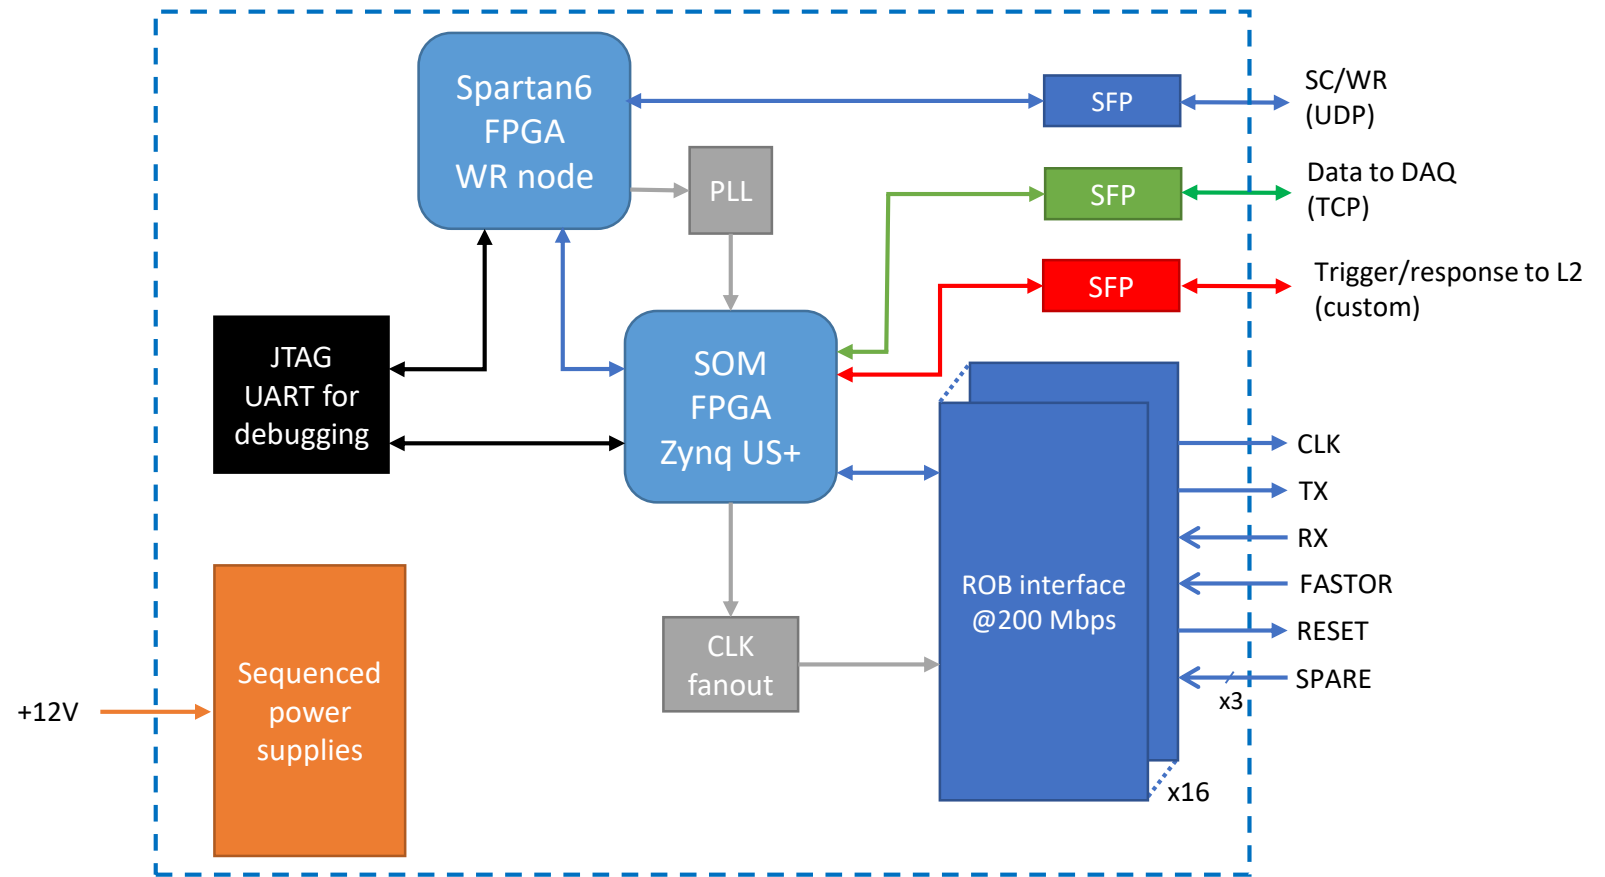 Spartan6
FPGA
WR node
SFP
SC/WR
(UDP)
PLL
SFP
Data to DAQ
(TCP)
SFP
Trigger/response to L2
(custom)
JTAG
UART for
debugging
SOM
FPGA
Zynq US+
ROB interface
@200 Mbps
CLK
TX
RX
FASTOR
RESET
SPARE
x3
x16
CLK
fanout
+12V
Sequenced
power
supplies